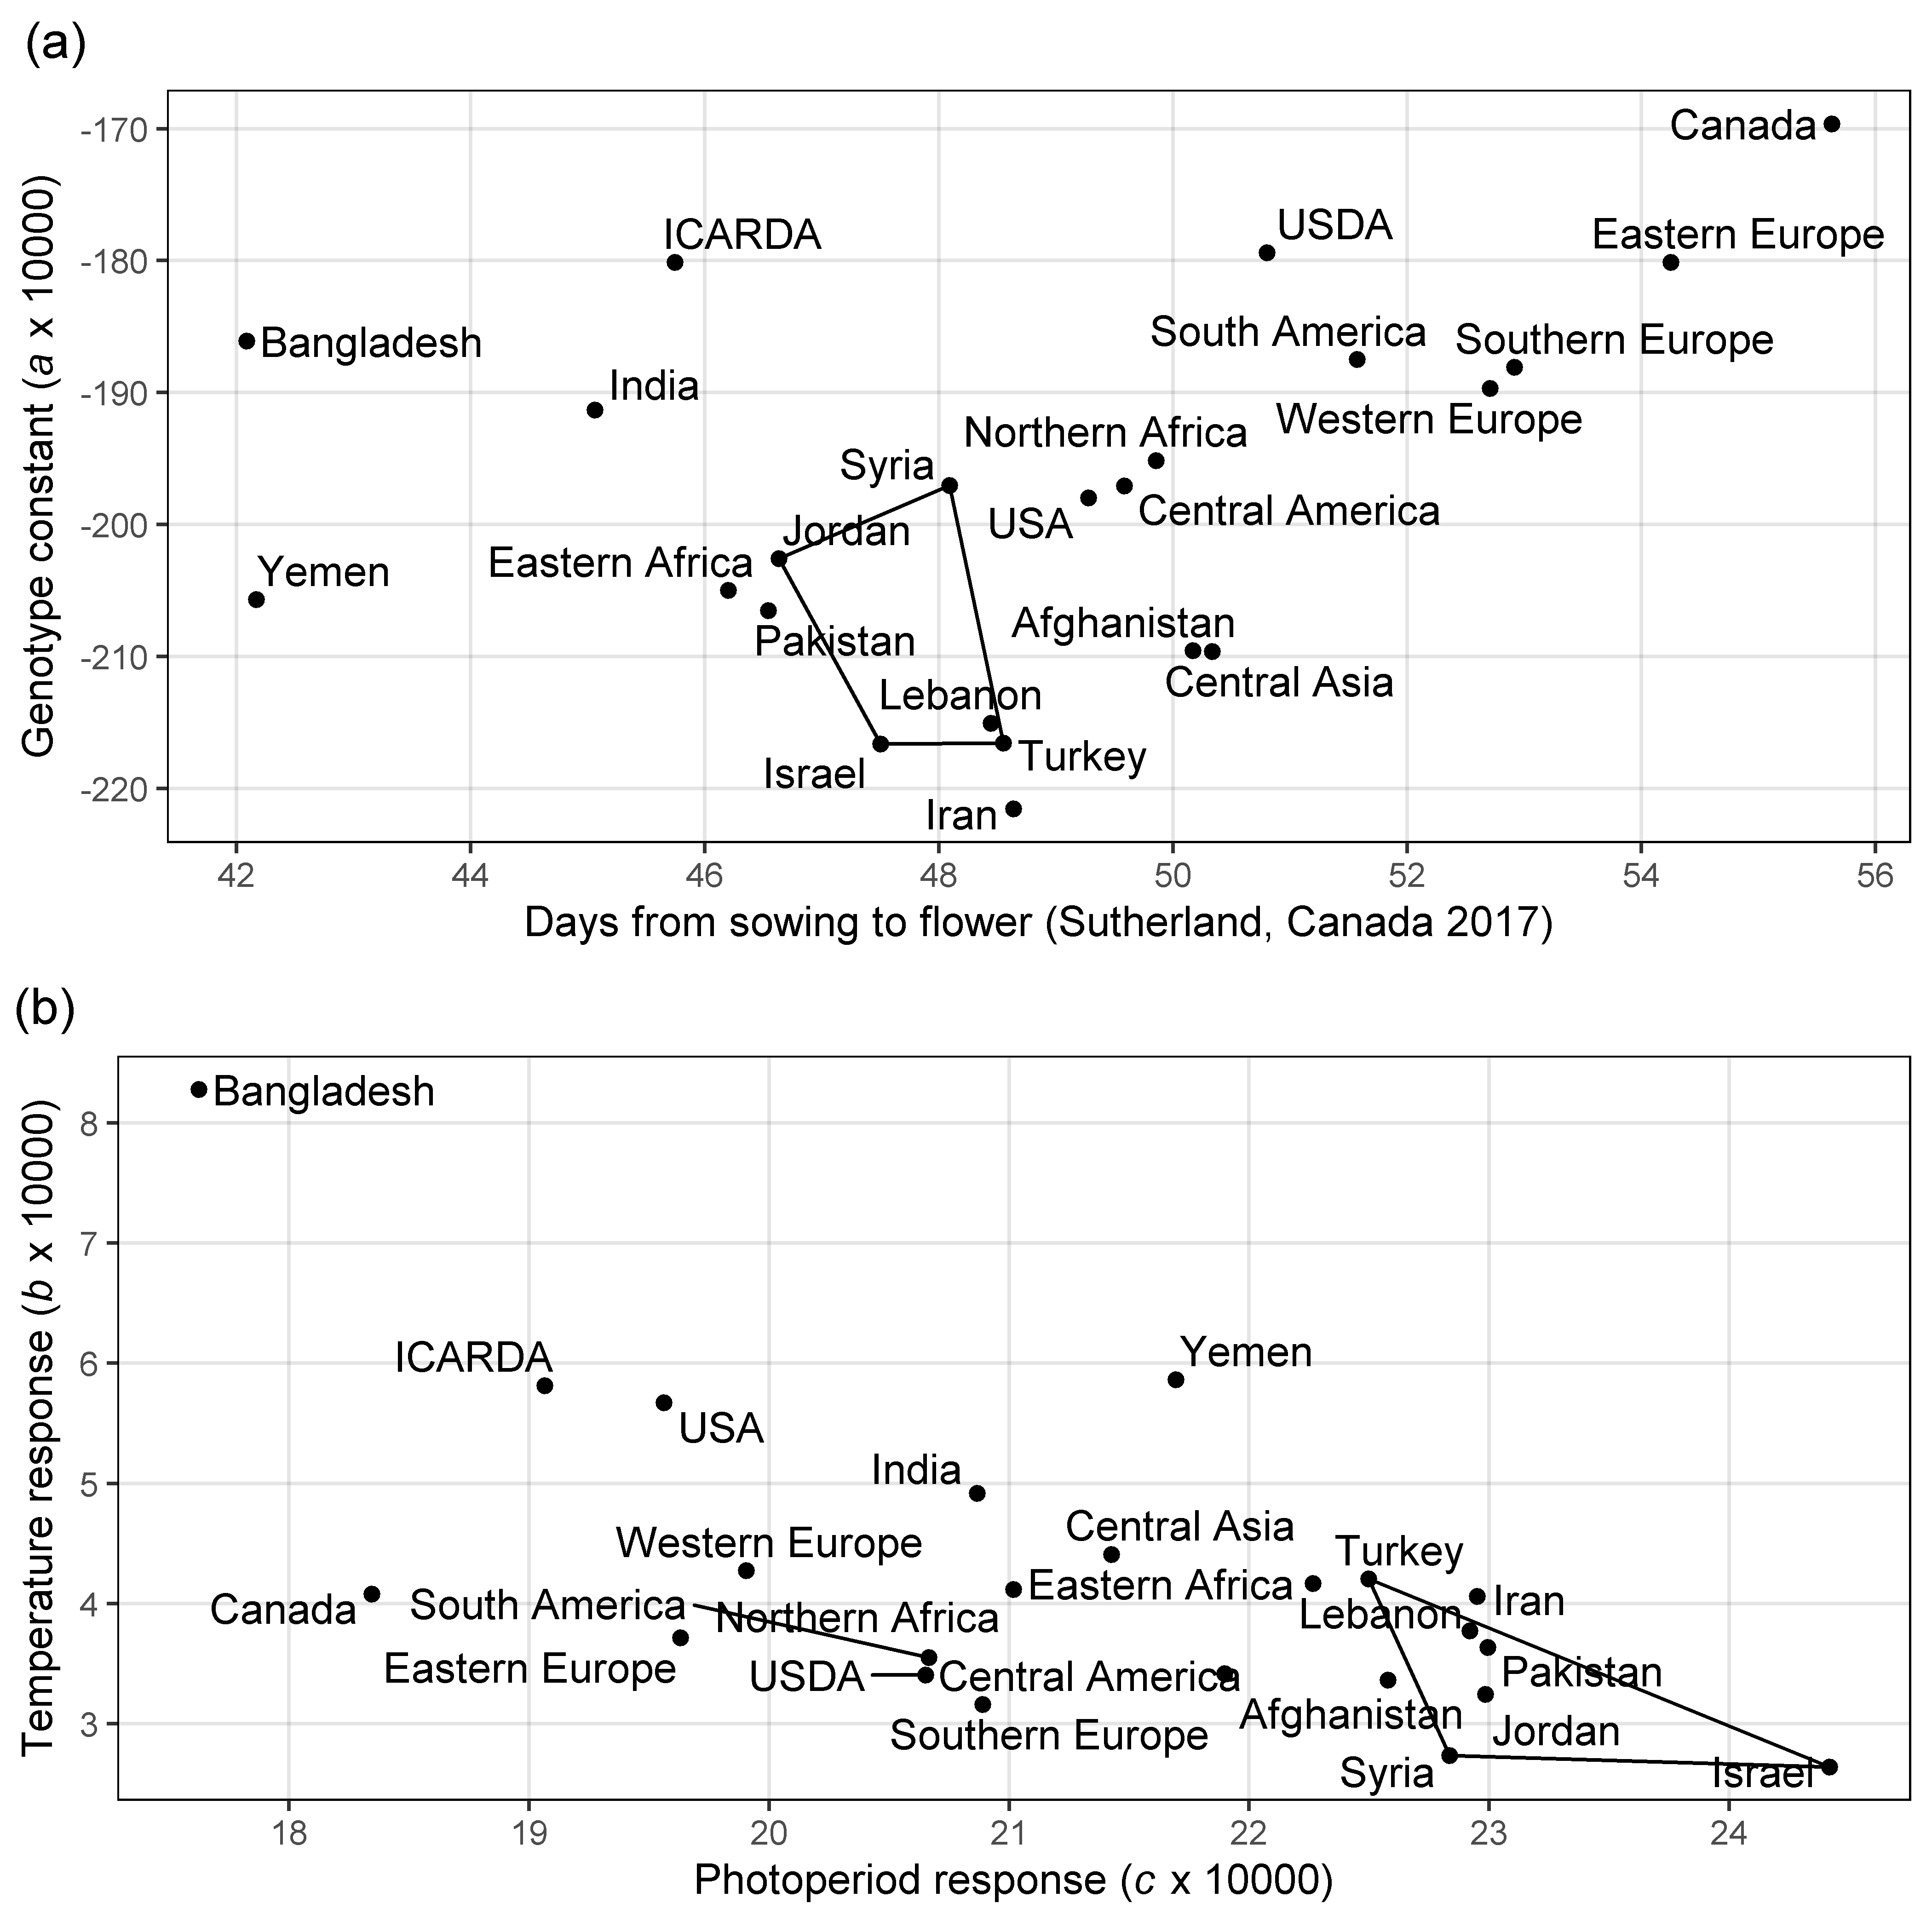 (a)
Genotype constant (a x 10000)
-170
-180
-190
-200
-210
-220
Canada
ICARDA
USDA
Eastern Europe
Bangladesh
South America
Southern Europe
India
Western Europe
Northern Africa
Syria
USA
Central America
Jordan
Eastern Africa
Yemen
Pakistan
Afghanistan
Central Asia
Lebanon
Israel
Turkey
Iran
42 44 46 48 50 52 54 56
Days from sowing to flower (Sutherland, Canada 2017)
(b)
Temperature response (b x 10000)
8
7
6
5
4
3
Bangladesh
ICARDA
Yemen
USA
India
Central Asia
Western Europe
Turkey
Eastern Africa
Canada
South America
Northern Africa
Lebanon
Iran
Eastern Europe
USDA
Central America
Pakistan
Southern Europe
Afghanistan
Jordan
Syria
Israel
18 19 20 21 22 23 24
Photoperiod response (c x 10000)